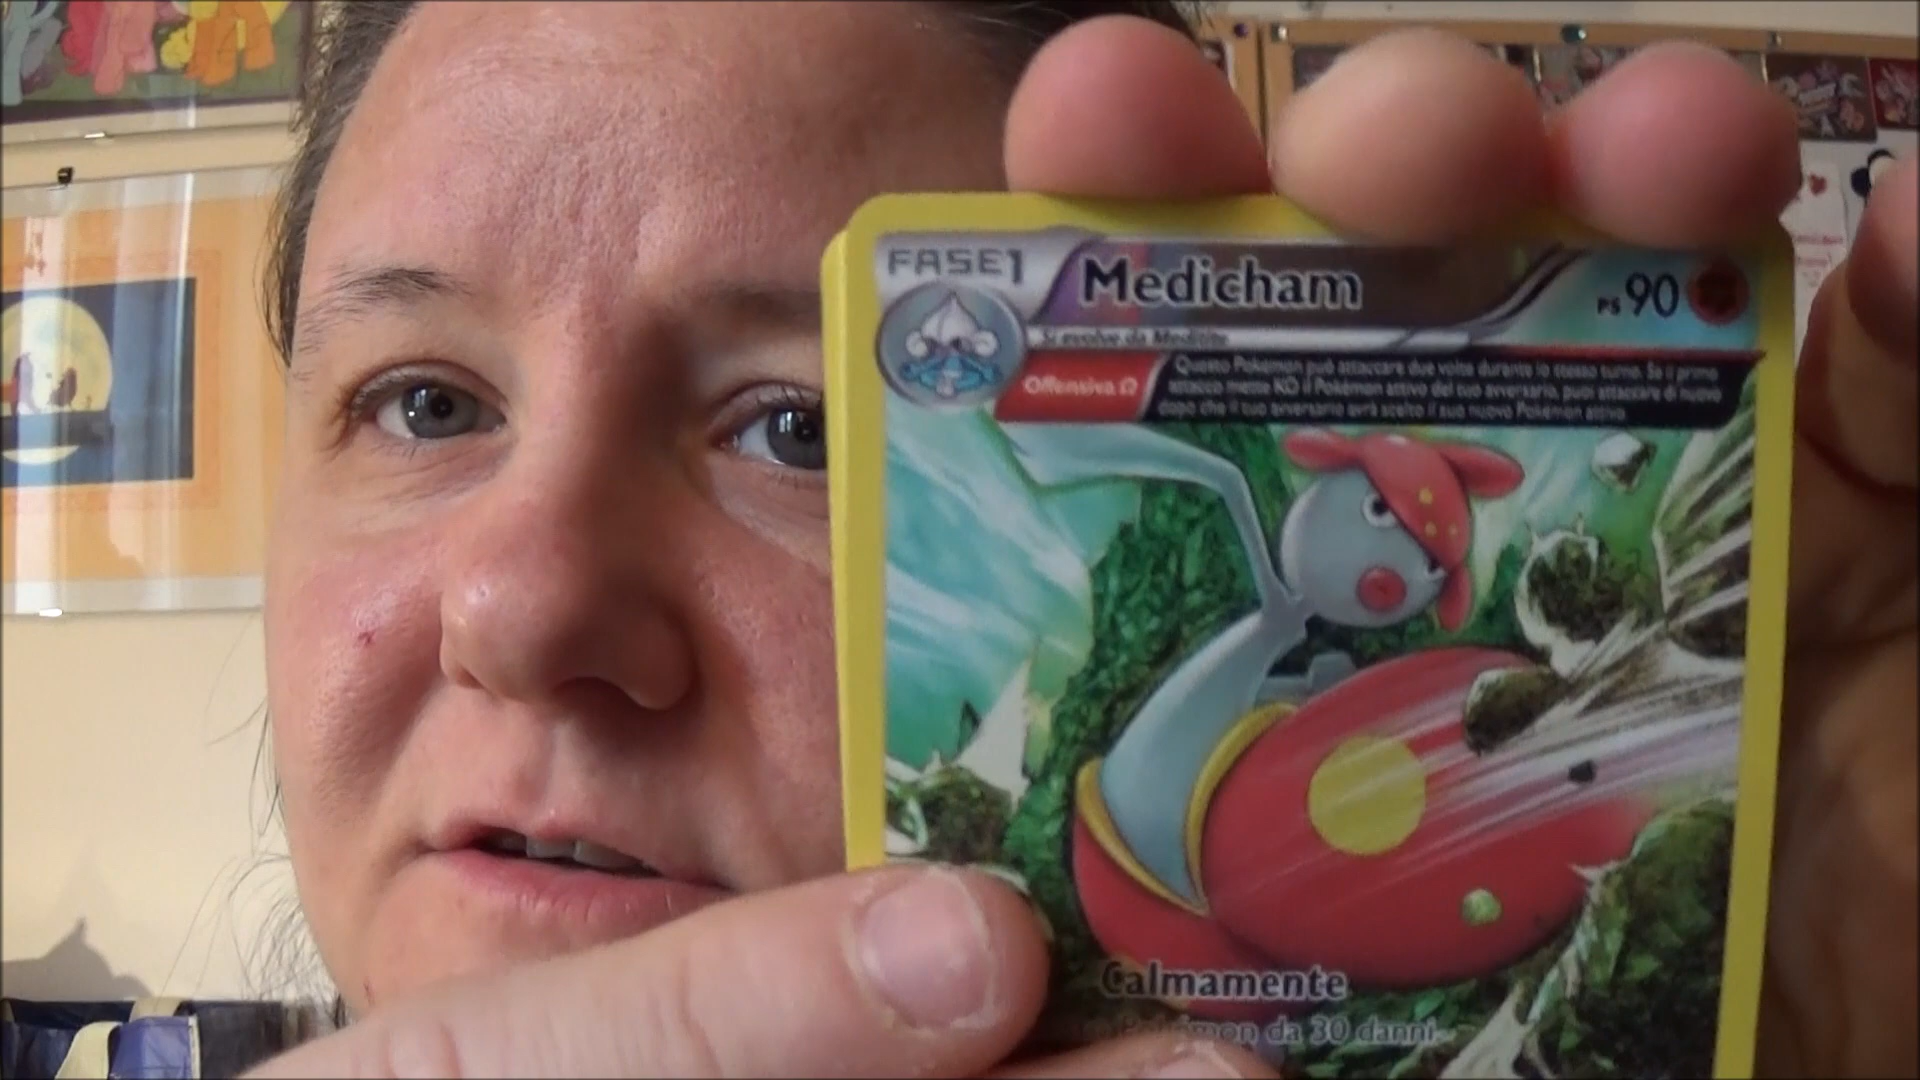 FASE1 Medicham PS 90
Si evolve da Meditite
Offensiva Ω
Questo Pokémon può attaccare due volte durante lo stesso turno. Se il primo
attacco mette KO il Pokémon attivo del tuo avversario, puoi attaccare di nuovo
dopo che il tuo avversario avrà scelto il suo nuovo Pokémon attivo.
Calmamente
Pokémon da 30 danni.